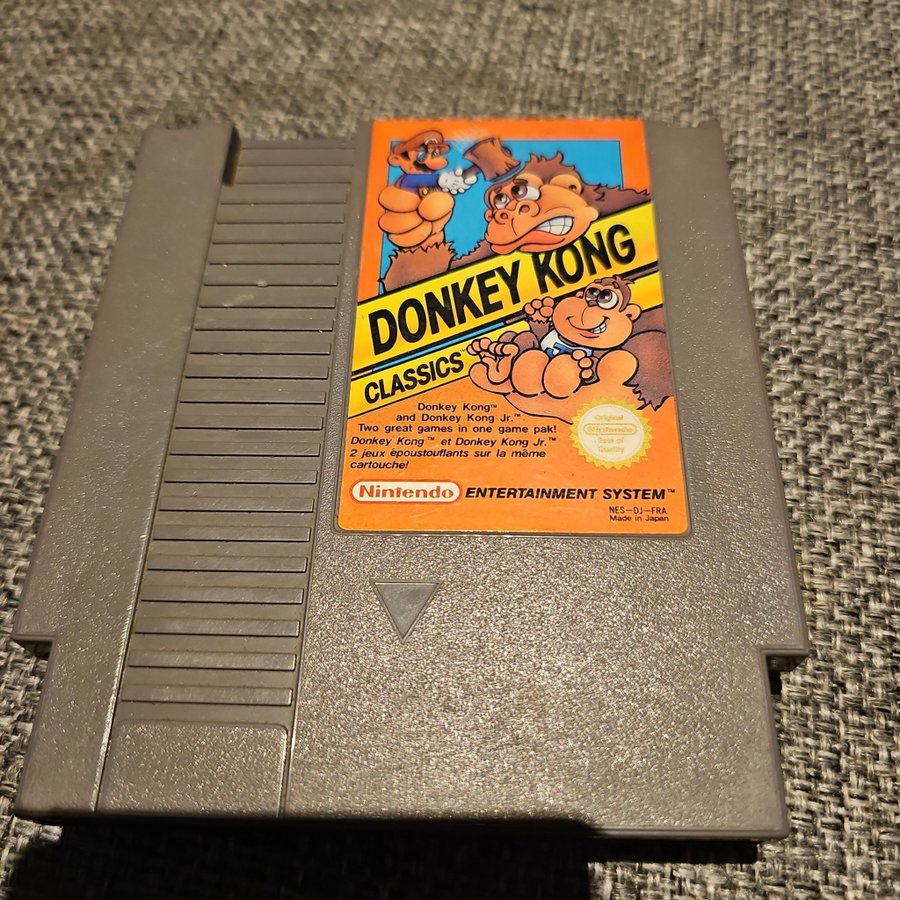 DONKEY KONG
CLASSICS
Donkey Kong™
and Donkey Kong Jr.™
Two great games in one game pak!
Donkey Kong™ et Donkey Kong Jr.™
2 jeux époustouflants sur la même
cartouche!
Original
Nintendo
Seal of
Quality
Nintendo ENTERTAINMENT SYSTEM™
NES-DJ-FRA
Made in Japan